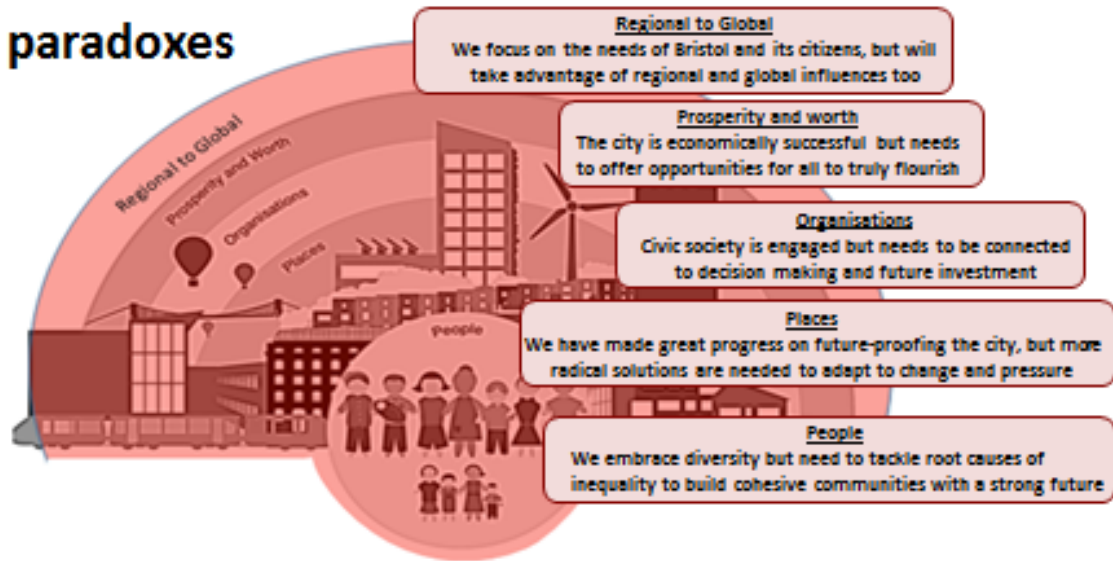 paradoxes
Regional to Global
We focus on the needs of Bristol and its citizens, but will
take advantage of regional and global influences too
Prosperity and worth
The city is economically successful but needs
to offer opportunities for all to truly flourish
Organisations
Civic society is engaged but needs to be connected
to decision making and future investment
Places
We have made great progress on future-proofing the city, but more
radical solutions are needed to adapt to change and pressure
People
We embrace diversity but need to tackle root causes of
inequality to build cohesive communities with a strong future
Regional to Global
Prosperity and Worth
Organisations
Places
People